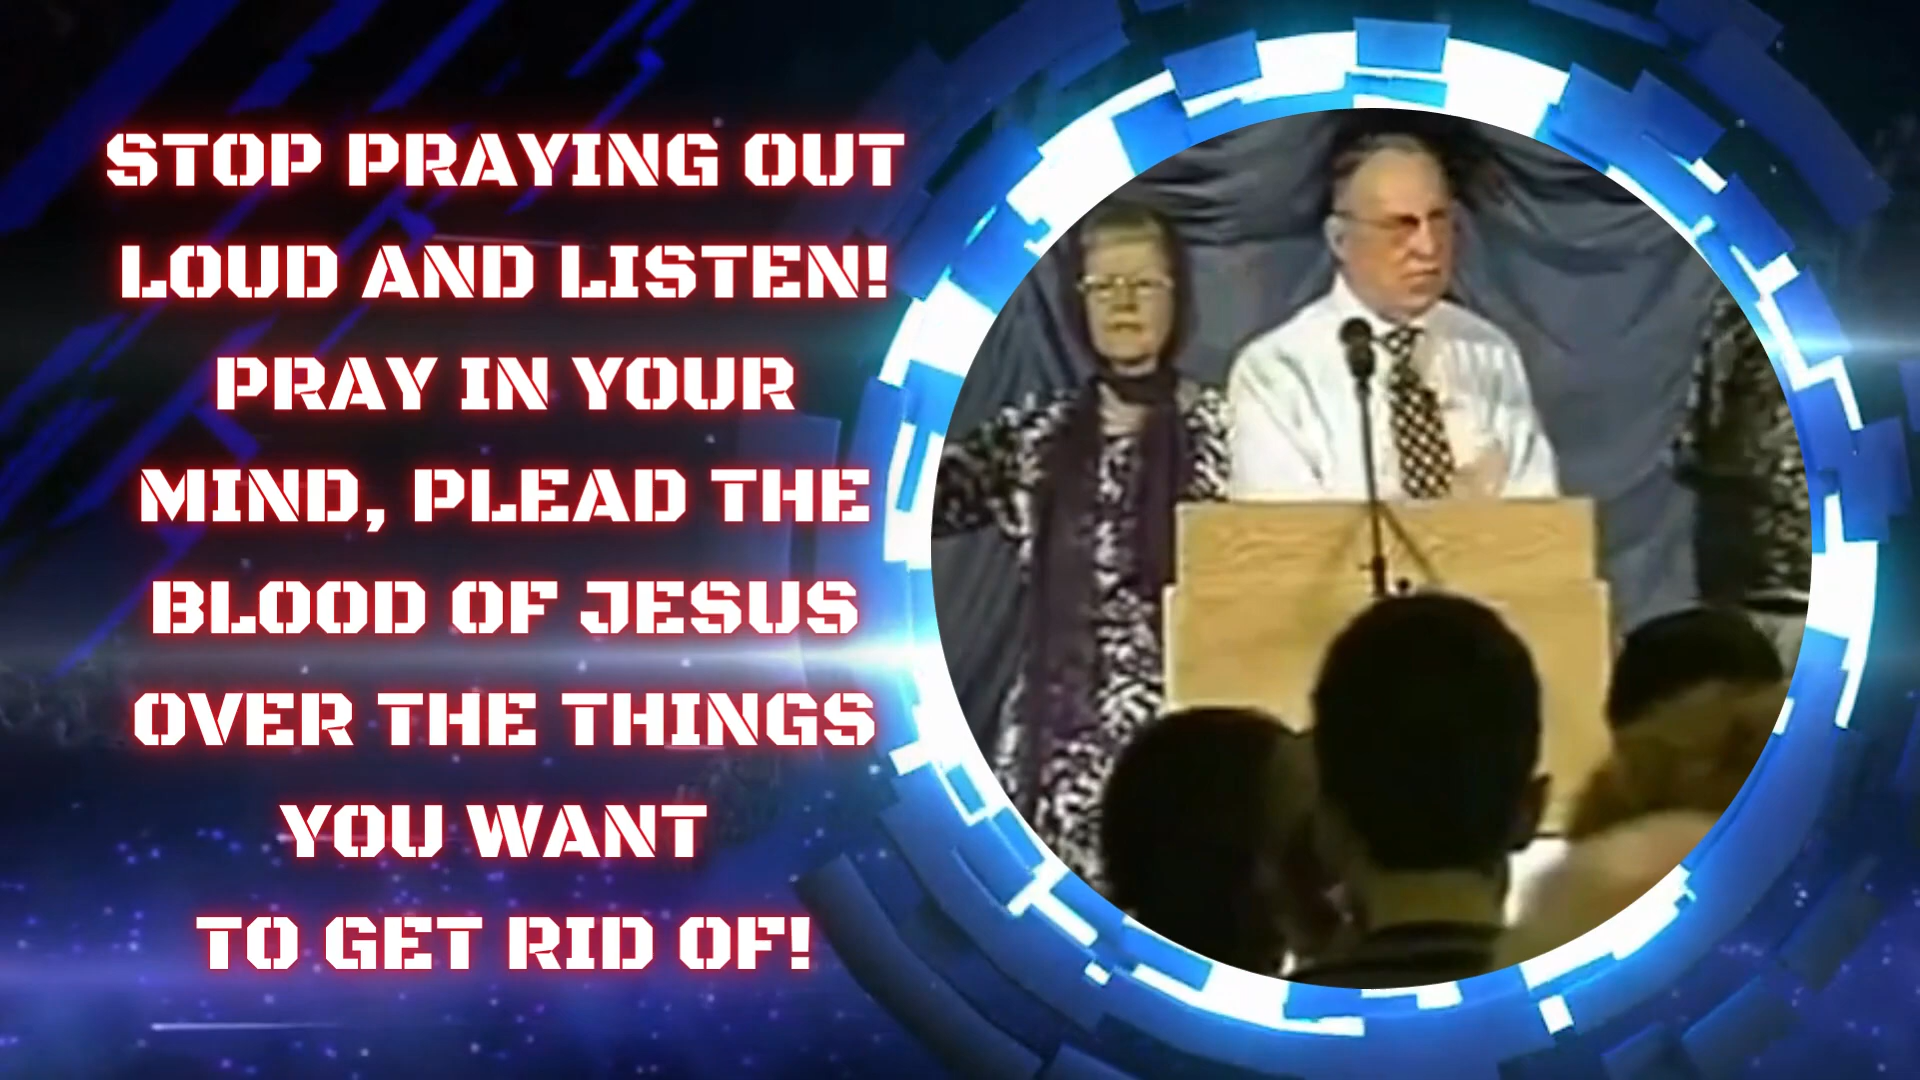 STOP PRAYING OUT
LOUD AND LISTEN!
PRAY IN YOUR
MIND, PLEAD THE
BLOOD OF JESUS
OVER THE THINGS
YOU WANT
TO GET RID OF!